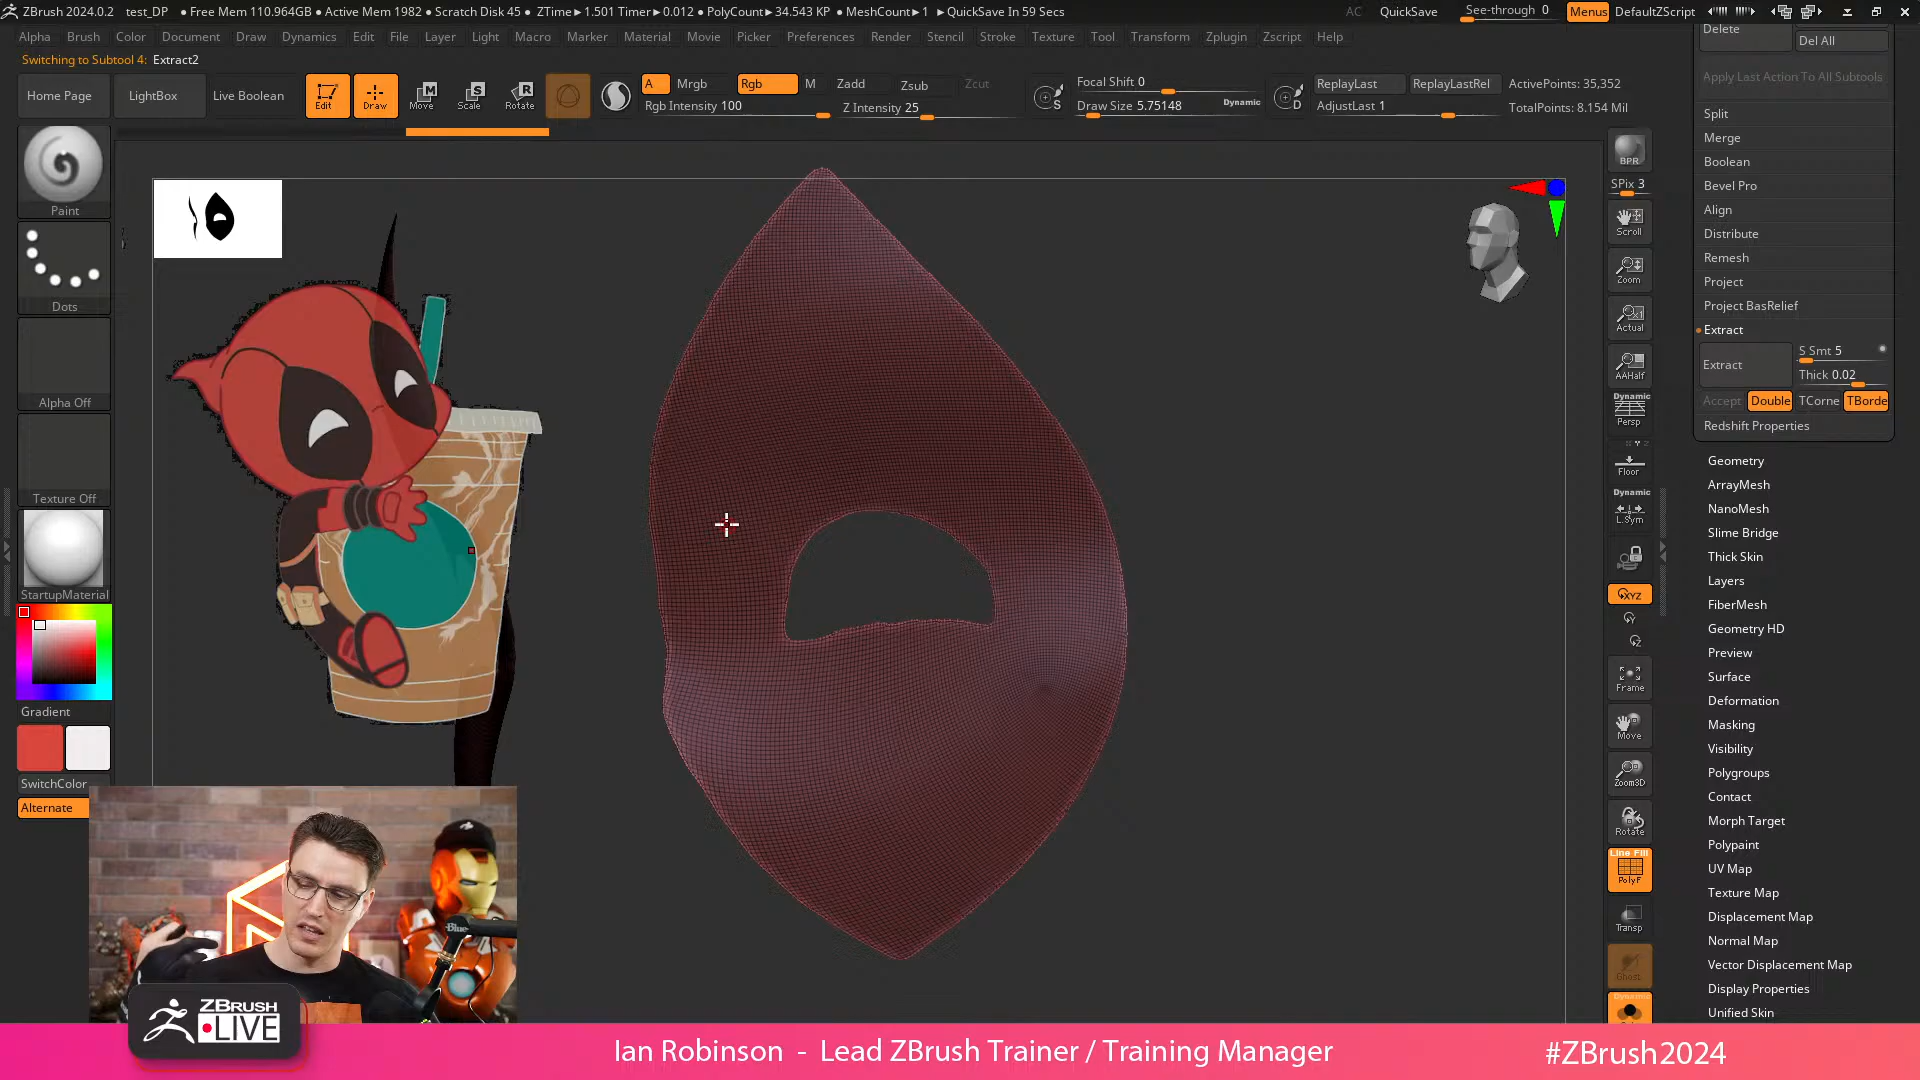 ZBrush 2024.0.2 test_DP ● Free Mem 110.964GB ● Active Mem 1982 ● Scratch Disk 45 ● ZTime►1.501 Timer►0.012 ● PolyCount►34.543 KP ● MeshCount►1 ►QuickSave In 59 Secs AC QuickSave See-through 0 Menus DefaultZScript
Alpha Brush Color Document Draw Dynamics Edit File Layer Light Macro Marker Material Movie Picker Preferences Render Stencil Stroke Texture Tool Transform Zplugin Zscript Help
Switching to Subtool 4: Extract2
Home Page LightBox Live Boolean Edit Draw Move Scale Rotate
A Mrgb Rgb M Zadd Zsub Zcut
Rgb Intensity 100 Z Intensity 25
Focal Shift 0
Draw Size 5.75148 Dynamic
ReplayLast ReplayLastRel ActivePoints: 35,352
AdjustLast 1 TotalPoints: 8.154 Mil
Paint
Dots
Alpha Off
Texture Off
StartupMaterial
Gradient
SwitchColor
Alternate
BPR
SPix 3
Scroll
Zoom
Actual
AAHalf
Dynamic
Persp
Floor
Dynamic
L.Sym
XYZ
Frame
Move
Zoom3D
Rotate
Line Fill
PolyF
Transp
Ghost
Dynamic
Delete
Del All
Apply Last Action To All Subtools
Split
Merge
Boolean
Bevel Pro
Align
Distribute
Remesh
Project
Project BasRelief
Extract
Extract S Smt 5
Thick 0.02
Accept Double TCorne TBorde
Redshift Properties
Geometry
ArrayMesh
NanoMesh
Slime Bridge
Thick Skin
Layers
FiberMesh
Geometry HD
Preview
Surface
Deformation
Masking
Visibility
Polygroups
Contact
Morph Target
Polypaint
UV Map
Texture Map
Displacement Map
Normal Map
Vector Displacement Map
Display Properties
Unified Skin
Blue
ZBRUSH
LIVE
Ian Robinson - Lead ZBrush Trainer / Training Manager
#ZBrush2024